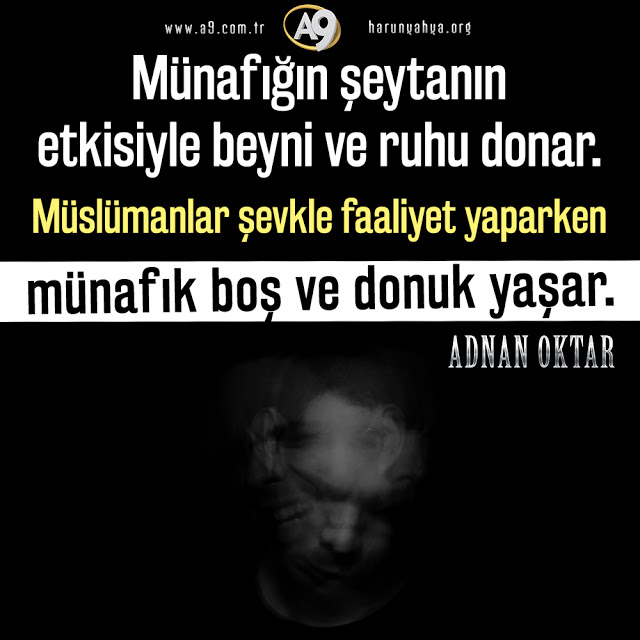 www.a9.com.tr A9 harunyahya.org
Münafığın şeytanın
etkisiyle beyni ve ruhu donar.
Müslümanlar şevkle faaliyet yaparken
münafık boş ve donuk yaşar.
ADNAN OKTAR